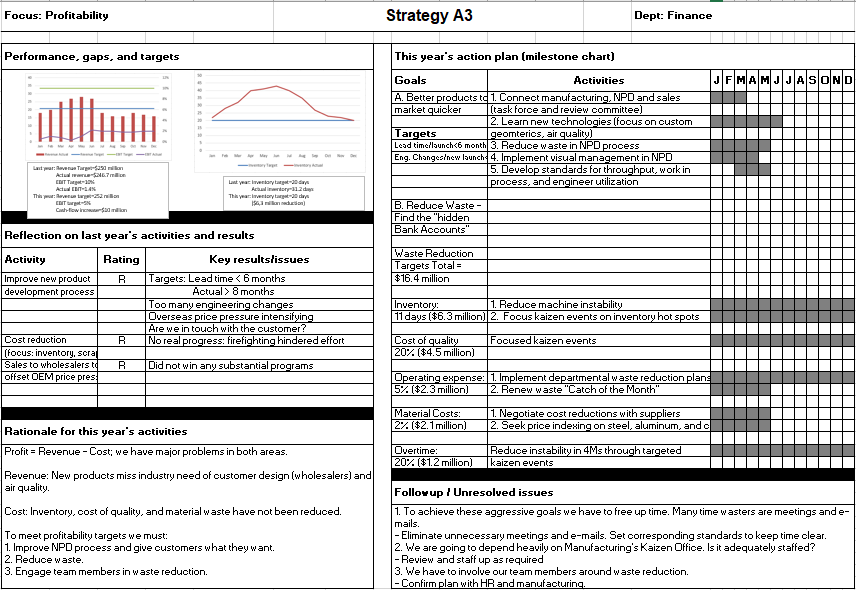 Focus: Profitability
Strategy A3
Dept: Finance
Performance, gaps, and targets
Jan Feb Mar Apr May Jun Jul Aug Sep Oct Nov Dec
Revenue Actual Revenue Target EBIT Target EBIT Actual
Last year: Revenue Target=$250 million
Actual revenue=$246.7 million
EBIT Target=10%
Actual EBIT=1.4%
This year: Revenue target=252 million
EBIT target=5%
Cash-flow increase=$10 million
Jan Feb Mar Apr May Jun Jul Aug Sep Oct Nov Dec
Inventory Target Inventory Actual
Last year: Inventory target=20 days
Actual inventory=31.2 days
This year: Inventory target=20 days
($6,3 million reduction)
Reflection on last year's activities and results
Activity Rating Key results/issues
Improve new product R Targets: Lead time < 6 months
development process Actual > 8 months
Too many engineering changes
Overseas price pressure intensifying
Are we in touch with the customer?
Cost reduction R No real progress: firefighting hindered effort
(focus: inventory, scrap
Sales to wholesalers to R Did not win any substantial programs
offset OEM price pres
Rationale for this year's activities
Profit = Revenue - Cost; we have major problems in both areas.
Revenue: New products miss industry need of customer design (wholesalers) and
air quality.
Cost: Inventory, cost of quality, and material waste have not been reduced.
To meet profitability targets we must:
1. Improve NPD process and give customers what they want.
2. Reduce waste.
3. Engage team members in waste reduction.
This year's action plan (milestone chart)
Goals Activities J F M A M J J A S O N D
A. Better products to 1. Connect manufacturing, NPD and sales
market quicker (task force and review committee)
2. Learn new technologies (focus on custom
Targets geomterics, air quality)
Lead time/launch<6 month 3. Reduce waste in NPD process
Eng. Changes/new launch< 4. Implement visual management in NPD
5. Develop standards for throughput, work in
process, and engineer utilization
B. Reduce Waste -
Find the "hidden
Bank Accounts"
Waste Reduction
Targets Total =
$16.4 million
Inventory: 1. Reduce machine instability
11 days ($6.3 million) 2. Focus kaizen events on inventory hot spots
Cost of quality Focused kaizen events
20% ($4.5 million)
Operating expense: 1. Implement departmental waste reduction plans
5% ($2.3 million) 2. Renew waste "Catch of the Month"
Material Costs: 1. Negotiate cost reductions with suppliers
2% ($2.1 million) 2. Seek price indexing on steel, aluminum, and c
Overtime: Reduce instability in 4Ms through targeted
20% ($1.2 million) kaizen events
Followup / Unresolved issues
1. To achieve these aggressive goals we have to free up time. Many time wasters are meetings and e-
mails.
- Eliminate unnecessary meetings and e-mails. Set corresponding standards to keep time clear.
2. We are going to depend heavily on Manufacturing's Kaizen Office. Is it adequately staffed?
- Review and staff up as required
3. We have to involve our team members around waste reduction.
- Confirm plan with HR and manufacturing.